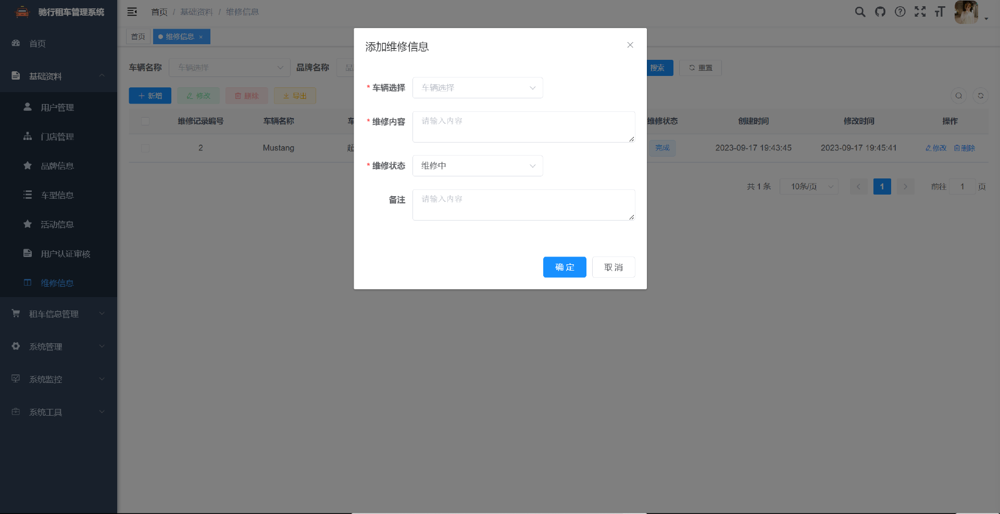 驰行租车管理系统
首页 / 基础资料 / 维修信息
首页
维修信息 ×
首页
基础资料
用户管理
门店管理
品牌信息
车型信息
活动信息
用户认证审核
维修信息
租车信息管理
系统管理
系统监控
系统工具
车辆名称 车辆选择 品牌名称 搜索 重置
新增 修改 删除 导出
维修记录编号 车辆名称 维修状态 创建时间 修改时间 操作
2 Mustang 完成 2023-09-17 19:43:45 2023-09-17 19:45:41 修改 删除
共 1 条 10条/页 1 前往 1 页
添加维修信息
* 车辆选择 车辆选择
* 维修内容 请输入内容
* 维修状态 维修中
备注 请输入内容
确 定 取 消